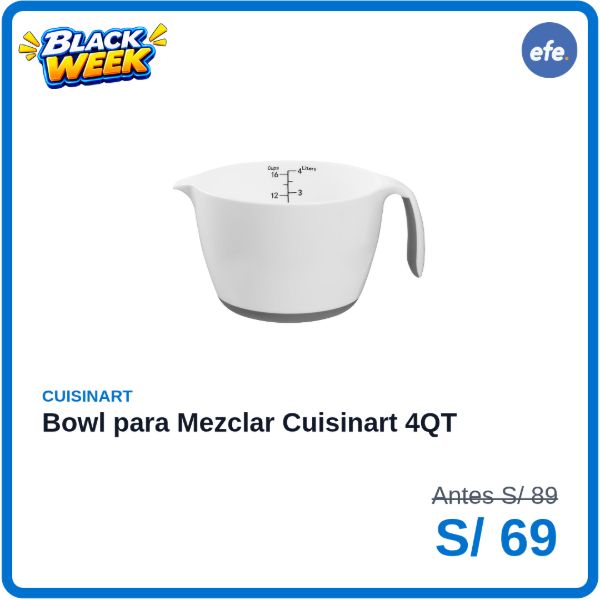 BLACK
WEEK
efe.
Cups Liters
16 4
12 3
CUISINART
Bowl para Mezclar Cuisinart 4QT
Antes S/ 89
S/ 69